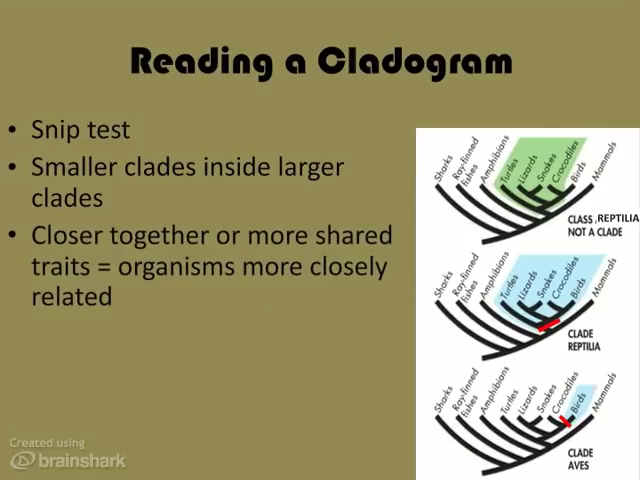 Reading a Cladogram
• Snip test
• Smaller clades inside larger
clades
• Closer together or more shared
traits = organisms more closely
related
Sharks
Ray-finned
fishes
Amphibians
Turtles
Lizards
Snakes
Crocodiles
Birds
Mammals
CLASS REPTILIA
NOT A CLADE
Sharks
Ray-finned
fishes
Amphibians
Turtles
Lizards
Snakes
Crocodiles
Birds
Mammals
CLADE
REPTILIA
Sharks
Ray-finned
fishes
Amphibians
Turtles
Lizards
Snakes
Crocodiles
Birds
Mammals
CLADE
AVES
Created using
brainshark